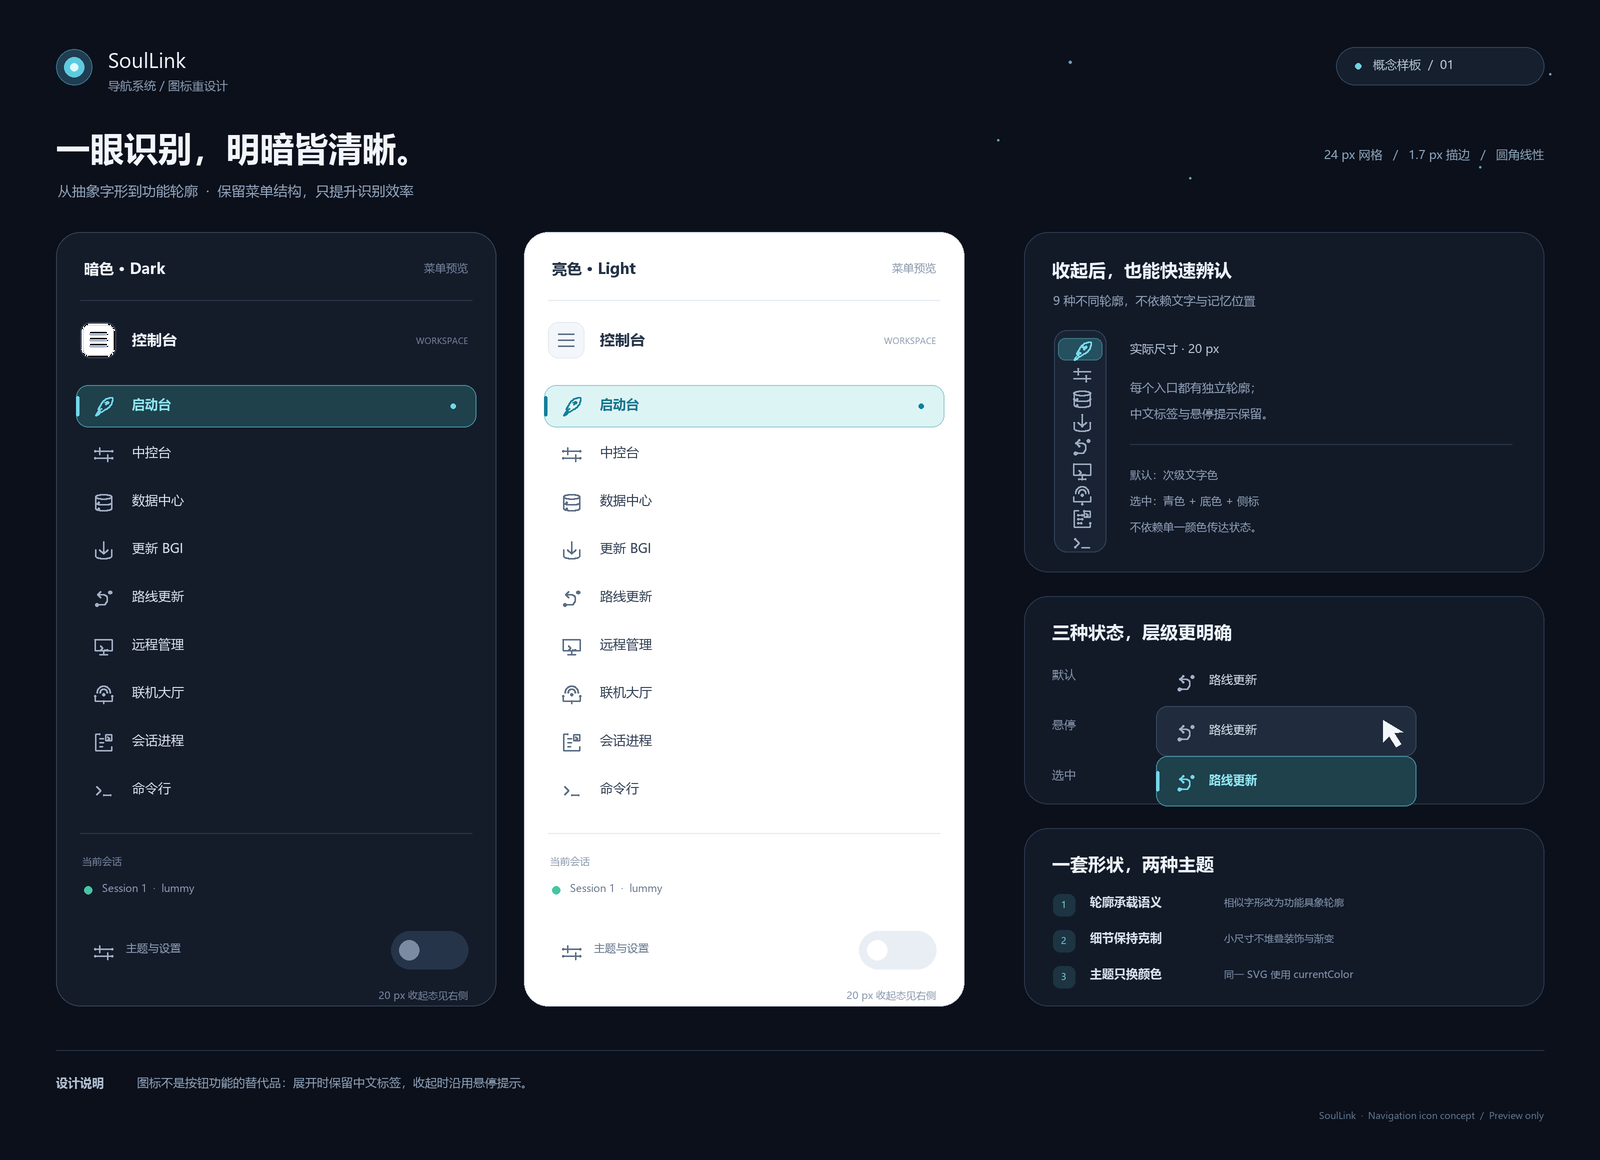 SoulLink
导航系统 / 图标重设计
概念样板 / 01
一眼识别，明暗皆清晰。
从抽象字形到功能轮廓 · 保留菜单结构，只提升识别效率
24 px 网格 / 1.7 px 描边 / 圆角线性
暗色 • Dark
菜单预览
控制台
WORKSPACE
启动台
中控台
数据中心
更新 BGI
路线更新
远程管理
联机大厅
会话进程
命令行
当前会话
Session 1 · lummy
主题与设置
20 px 收起态见右侧
亮色 • Light
菜单预览
控制台
WORKSPACE
启动台
中控台
数据中心
更新 BGI
路线更新
远程管理
联机大厅
会话进程
命令行
当前会话
Session 1 · lummy
主题与设置
20 px 收起态见右侧
收起后，也能快速辨认
9 种不同轮廓，不依赖文字与记忆位置
实际尺寸 · 20 px
每个入口都有独立轮廓；
中文标签与悬停提示保留。
默认：次级文字色
选中：青色 + 底色 + 侧标
不依赖单一颜色传达状态。
三种状态，层级更明确
默认
路线更新
悬停
路线更新
选中
路线更新
一套形状，两种主题
1 轮廓承载语义 相似字形改为功能具象轮廓
2 细节保持克制 小尺寸不堆叠装饰与渐变
3 主题只换颜色 同一 SVG 使用 currentColor
设计说明 图标不是按钮功能的替代品：展开时保留中文标签，收起时沿用悬停提示。
SoulLink · Navigation icon concept / Preview only